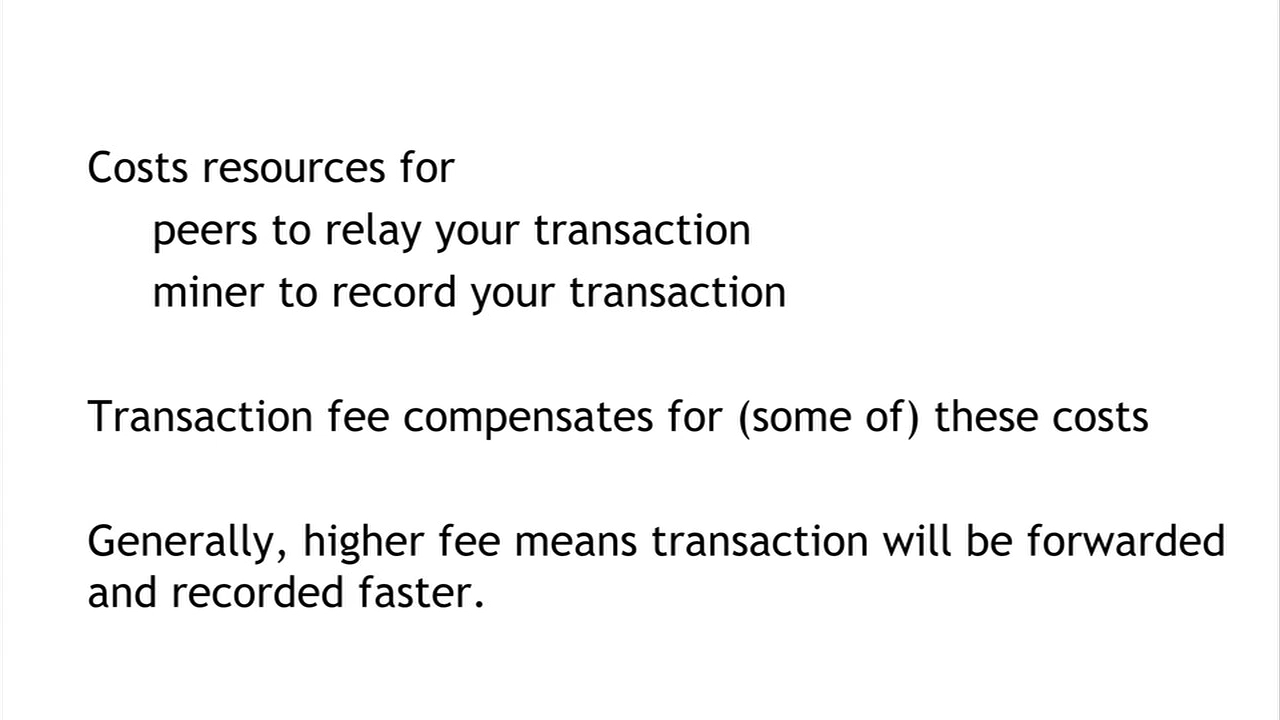 Costs resources for
peers to relay your transaction
miner to record your transaction
Transaction fee compensates for (some of) these costs
Generally, higher fee means transaction will be forwarded
and recorded faster.